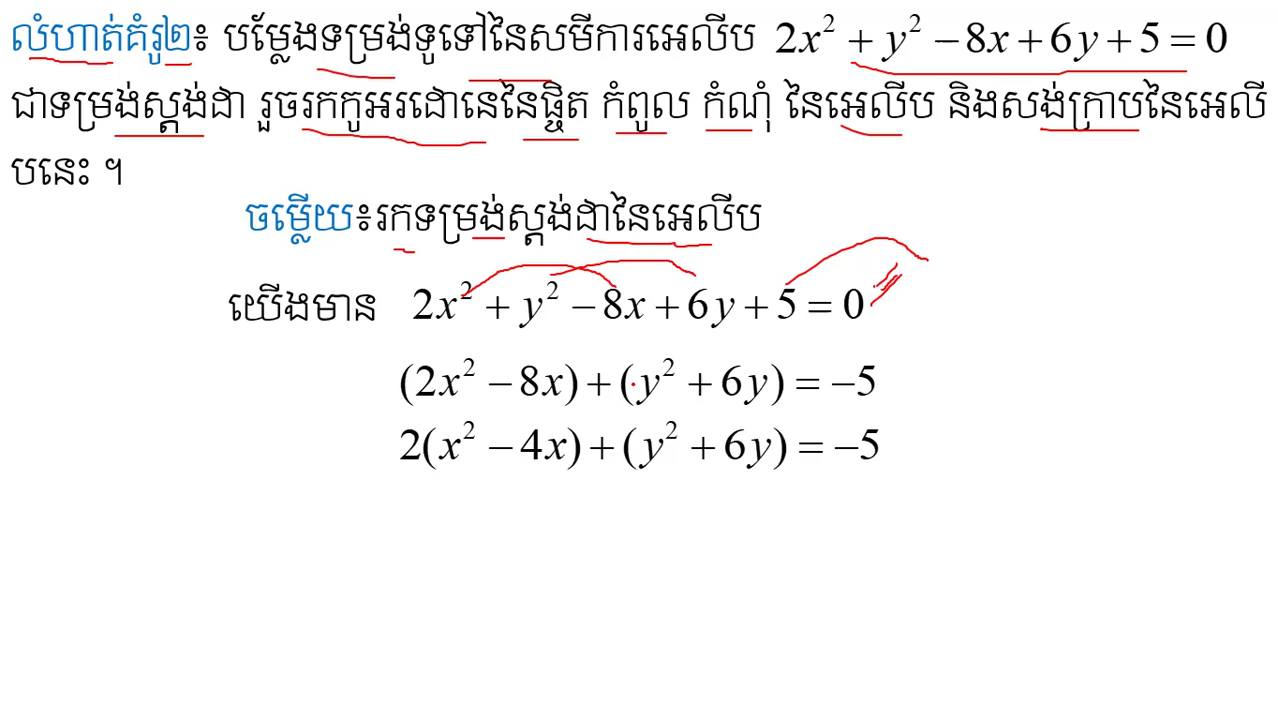 លំហាត់គំរូ២៖ បម្លែងទម្រង់ទូទៅនៃសមីការអេលីប 2x² + y² − 8x + 6y + 5 = 0
ជាទម្រង់ស្តង់ដា រួចរកកូអរដោនេនៃផ្ចិត កំពូល កំណុំ នៃអេលីប និងសង់ក្រាបនៃអេលី
បនេះ ។
ចម្លើយ៖រកទម្រង់ស្តង់ដានៃអេលីប
យើងមាន 2x² + y² − 8x + 6y + 5 = 0
(2x² − 8x) + (y² + 6y) = −5
2(x² − 4x) + (y² + 6y) = −5